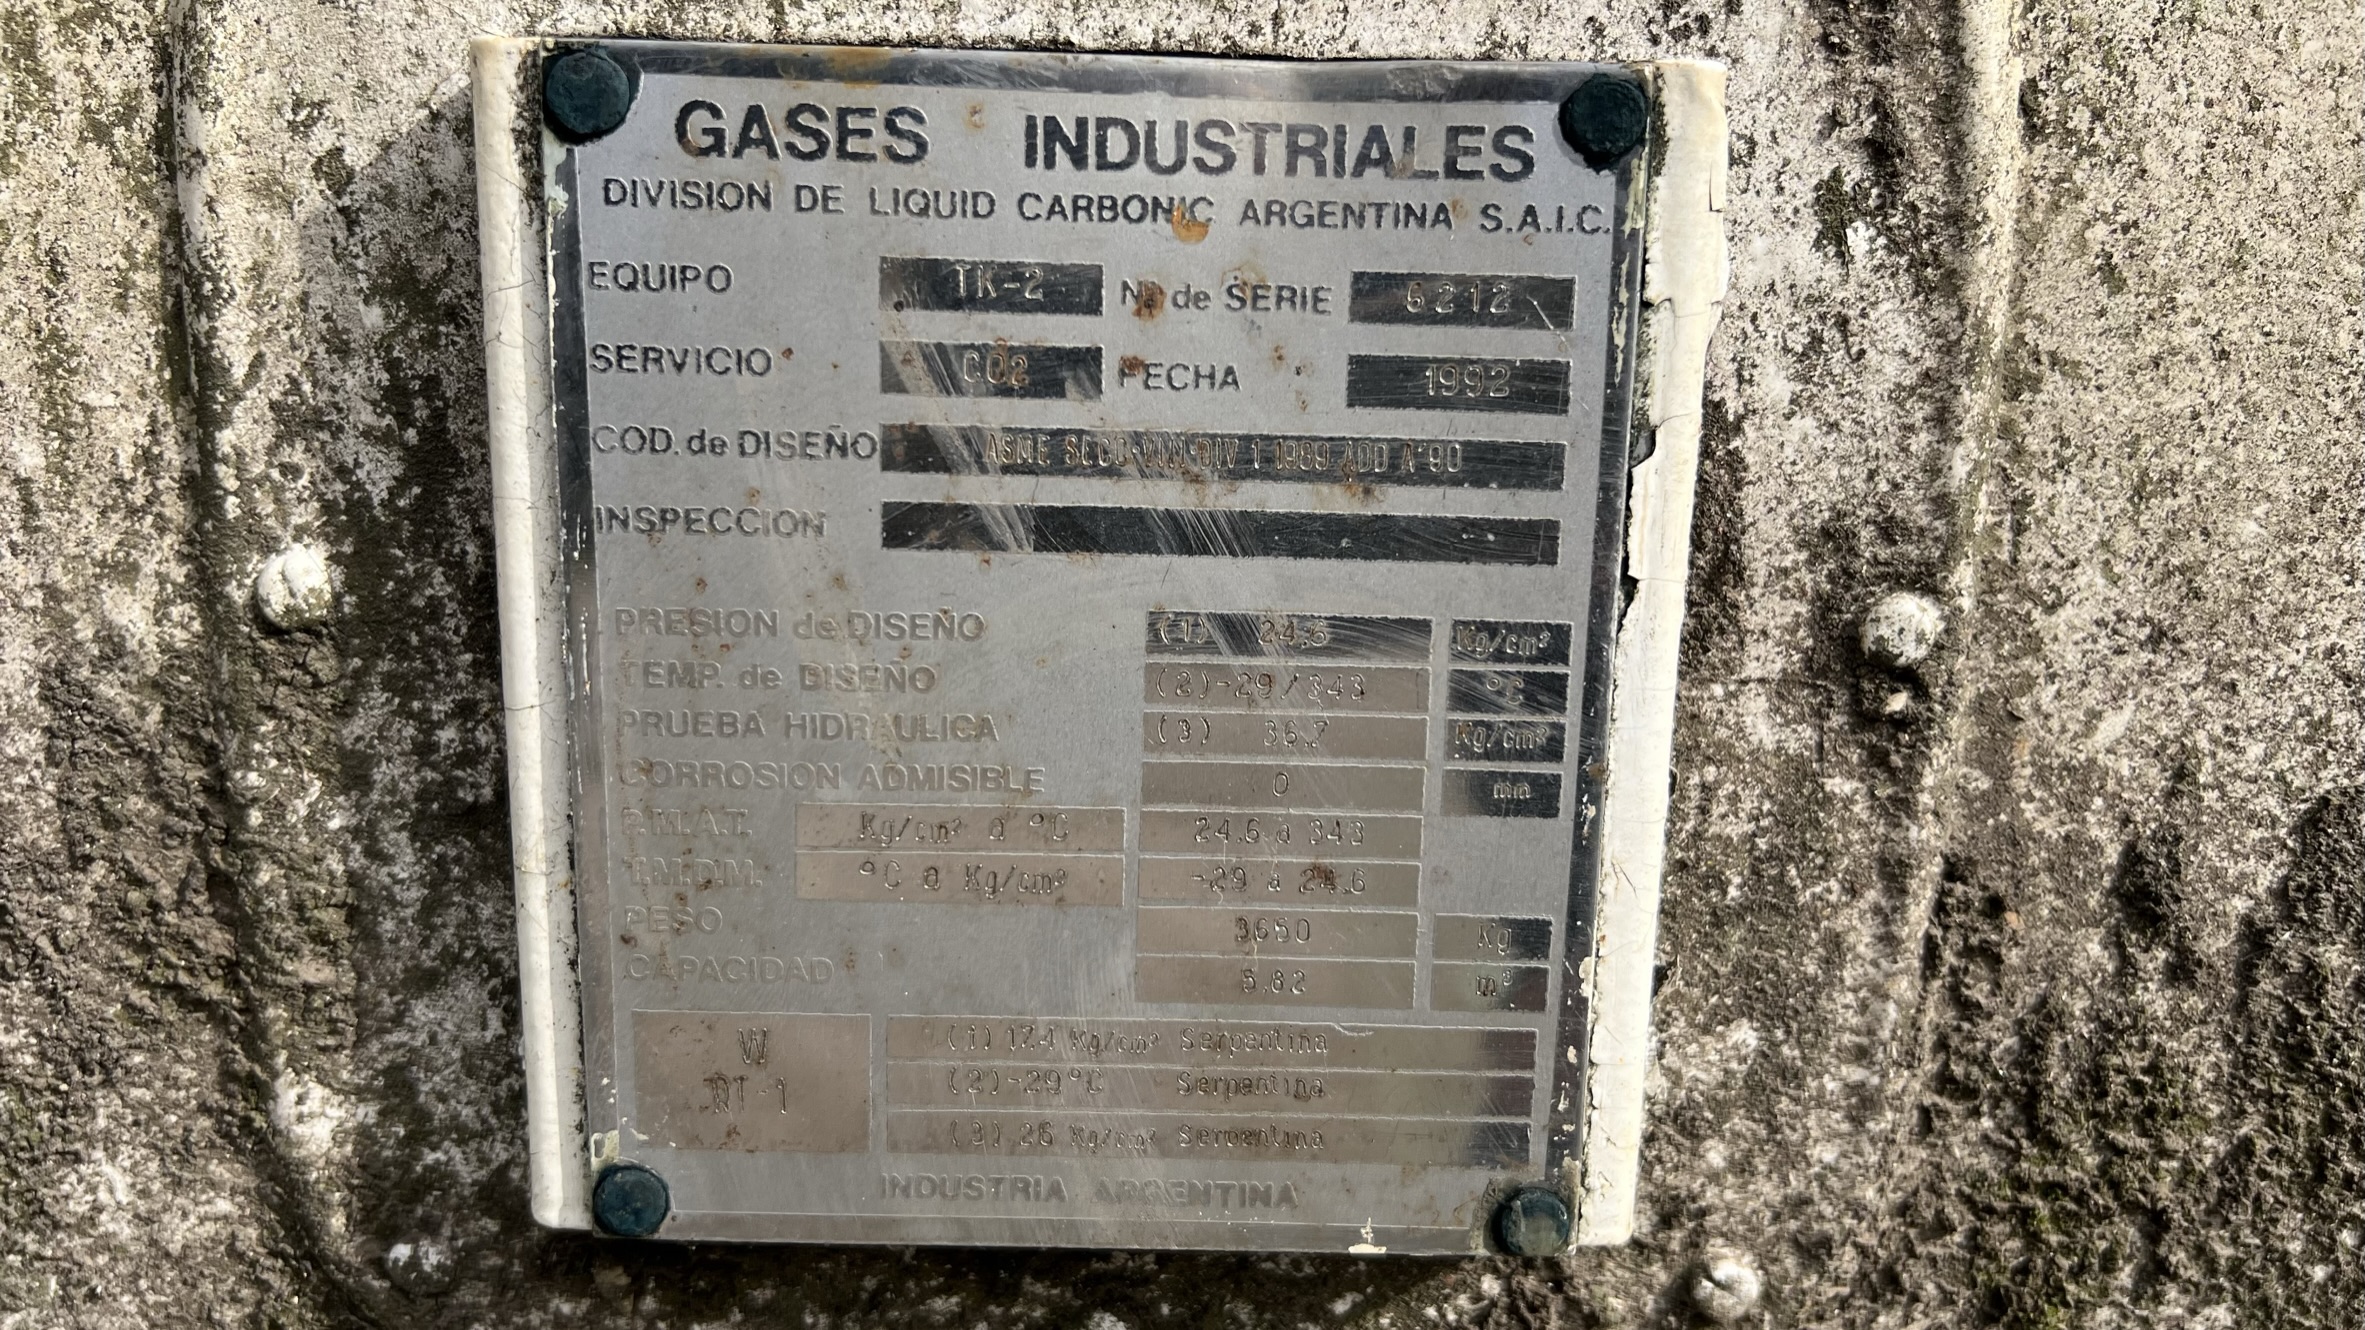 GASES INDUSTRIALES
DIVISION DE LIQUID CARBONIC ARGENTINA S.A.I.C.
EQUIPO TK-2 Nº de SERIE 6212
SERVICIO CO2 FECHA 1992
COD. de DISEÑO ASME SECC-VIII-DIV 1 1989 ADD A'90
INSPECCION
PRESION de DISEÑO (1) 24.6 Kg/cm²
TEMP. de DISEÑO (2)-29/343 ºC
PRUEBA HIDRAULICA (3) 36.7 Kg/cm²
CORROSION ADMISIBLE 0 mm
P.M.A.T. Kg/cm² a ºC 24.6 a 343
T.M.D.M. ºC a Kg/cm² -29 a 24.6
PESO 3650 Kg
CAPACIDAD 5.82 m³
W
RT-1
(1) 17.4 Kg/cm² Serpentina
(2)-29ºC Serpentina
(3) 26 Kg/cm² Serpentina
INDUSTRIA ARGENTINA